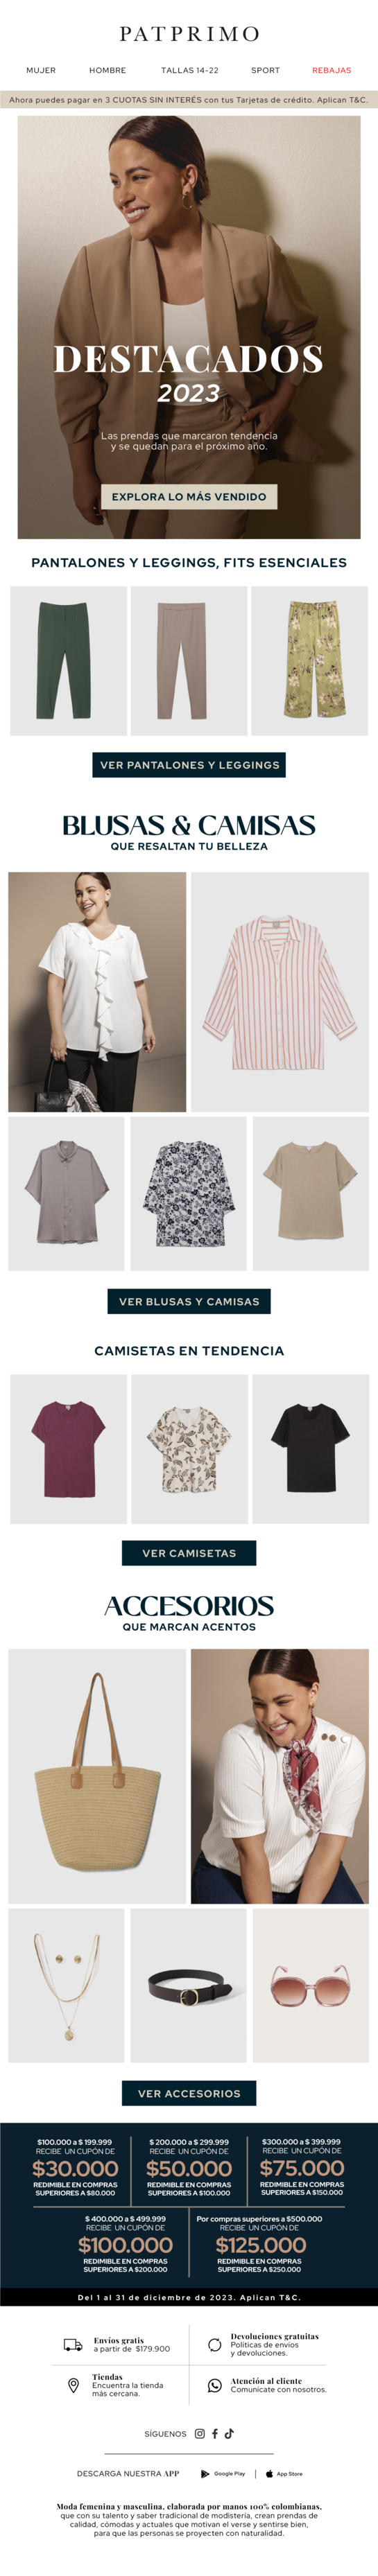 PATPRIMO
MUJER HOMBRE TALLAS 14-22 SPORT REBAJAS
Ahora puedes pagar en 3 CUOTAS SIN INTERÉS con tus Tarjetas de crédito. Aplican T&C.
DESTACADOS
2023
Las prendas que marcaron tendencia
y se quedan para el próximo año.
EXPLORA LO MÁS VENDIDO
PANTALONES Y LEGGINGS, FITS ESENCIALES
VER PANTALONES Y LEGGINGS
BLUSAS & CAMISAS
QUE RESALTAN TU BELLEZA
VER BLUSAS Y CAMISAS
CAMISETAS EN TENDENCIA
VER CAMISETAS
ACCESORIOS
QUE MARCAN ACENTOS
VER ACCESORIOS
$100.000 a $ 199.999
RECIBE UN CUPÓN DE
$30.000
REDIMIBLE EN COMPRAS
SUPERIORES A $80.000
$ 200.000 a $ 299.999
RECIBE UN CUPÓN DE
$50.000
REDIMIBLE EN COMPRAS
SUPERIORES A $100.000
$300.000 a $ 399.999
RECIBE UN CUPÓN DE
$75.000
REDIMIBLE EN COMPRAS
SUPERIORES A $150.000
$ 400.000 a $ 499.999
RECIBE UN CUPÓN DE
$100.000
REDIMIBLE EN COMPRAS
SUPERIORES A $200.000
Por compras superiores a $500.000
RECIBE UN CUPÓN DE
$125.000
REDIMIBLE EN COMPRAS
SUPERIORES A $250.000
Del 1 al 31 de diciembre de 2023. Aplican T&C.
Envíos gratis
a partir de $179.900
Devoluciones gratuitas
Políticas de envíos
y devoluciones.
Tiendas
Encuentra la tienda
más cercana.
Atención al cliente
Comunícate con nosotros.
SÍGUENOS
DESCARGA NUESTRA APP Google Play | App Store
Moda femenina y masculina, elaborada por manos 100% colombianas,
que con su talento y saber tradicional de modistería, crean prendas de
calidad, cómodas y actuales que motivan el verse y sentirse bien,
para que las personas se proyecten con naturalidad.